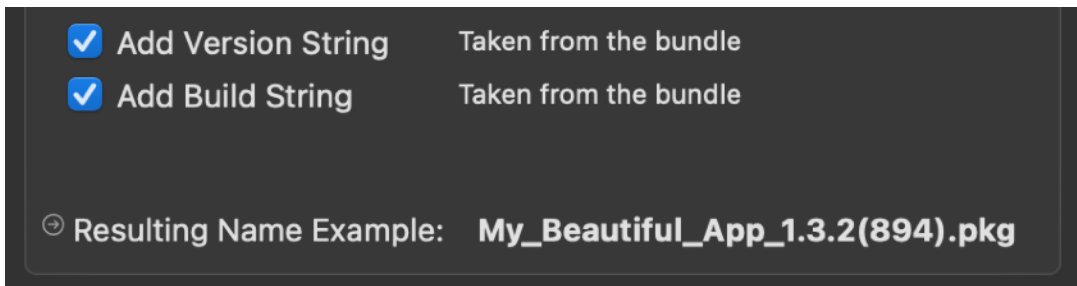 Add Version String Taken from the bundle
Add Build String Taken from the bundle
Resulting Name Example: My_Beautiful_App_1.3.2(894).pkg